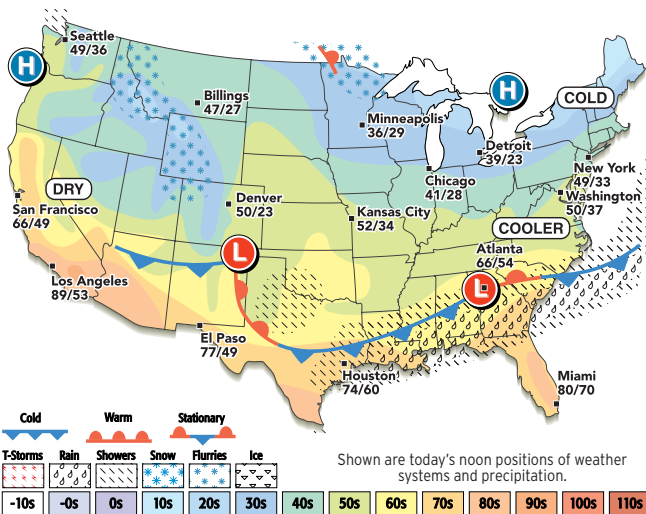 Seattle
49/36
H
Billings
47/27
H
COLD
Minneapolis
36/29
Detroit
39/23
New York
49/33
Chicago
41/28
Washington
50/37
DRY
San Francisco
66/49
Denver
50/23
Kansas City
52/34
COOLER
Atlanta
66/54
L
L
Los Angeles
89/53
El Paso
77/49
Houston
74/60
Miami
80/70
Cold
Warm
Stationary
T-Storms Rain Showers Snow Flurries Ice
Shown are today's noon positions of weather
systems and precipitation.
-10s -0s 0s 10s 20s 30s 40s 50s 60s 70s 80s 90s 100s 110s